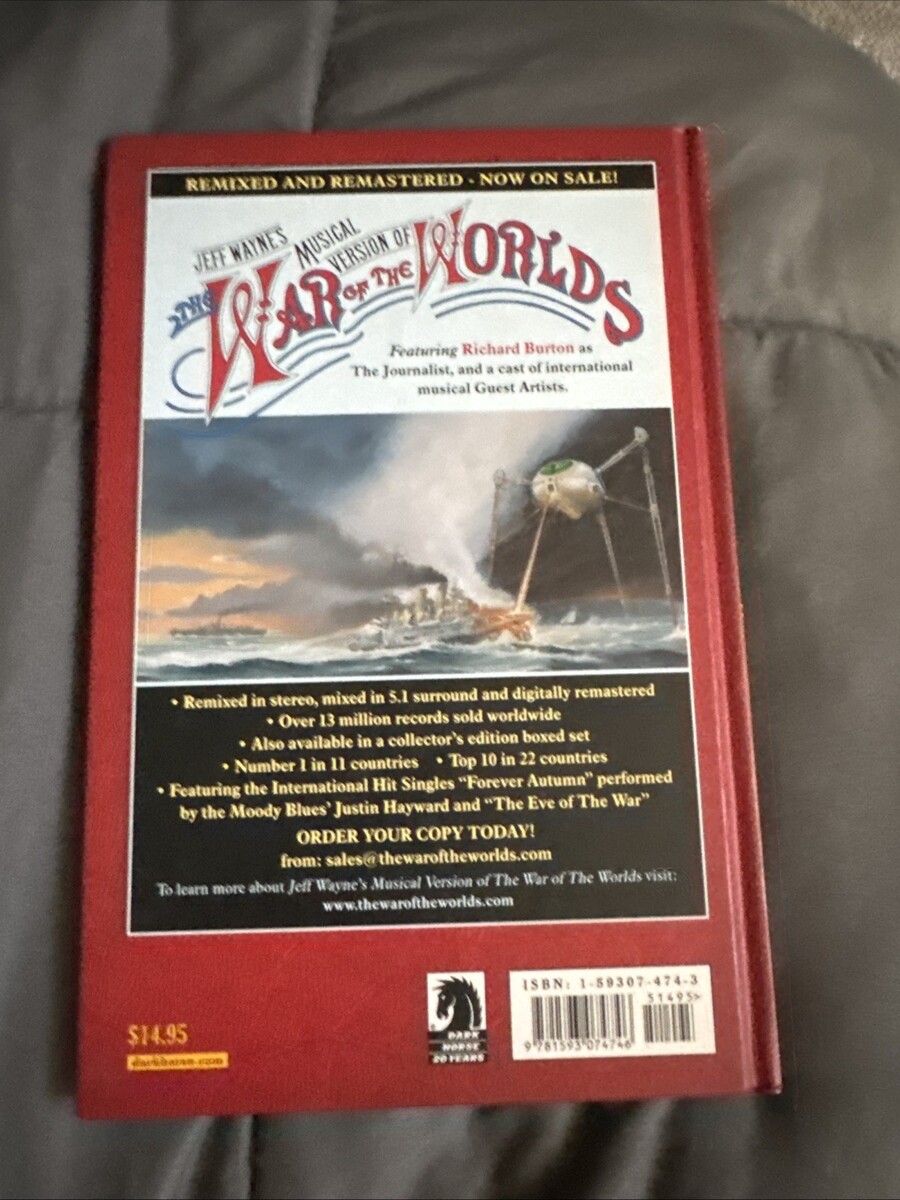 REMIXED AND REMASTERED - NOW ON SALE!
JEFF WAYNE'S MUSICAL VERSION OF
THE WAR OF THE WORLDS
Featuring Richard Burton as
The Journalist, and a cast of international
musical Guest Artists.
• Remixed in stereo, mixed in 5.1 surround and digitally remastered
• Over 13 million records sold worldwide
• Also available in a collector's edition boxed set
• Number 1 in 11 countries • Top 10 in 22 countries
• Featuring the International Hit Singles "Forever Autumn" performed
by the Moody Blues' Justin Hayward and "The Eve of The War"
ORDER YOUR COPY TODAY!
from: sales@thewaroftheworlds.com
To learn more about Jeff Wayne's Musical Version of The War of The Worlds visit:
www.thewaroftheworlds.com
$14.95
darkhorse.com
DARK
HORSE
20 YEARS
ISBN: 1-59307-474-3
51495>
9781593074746